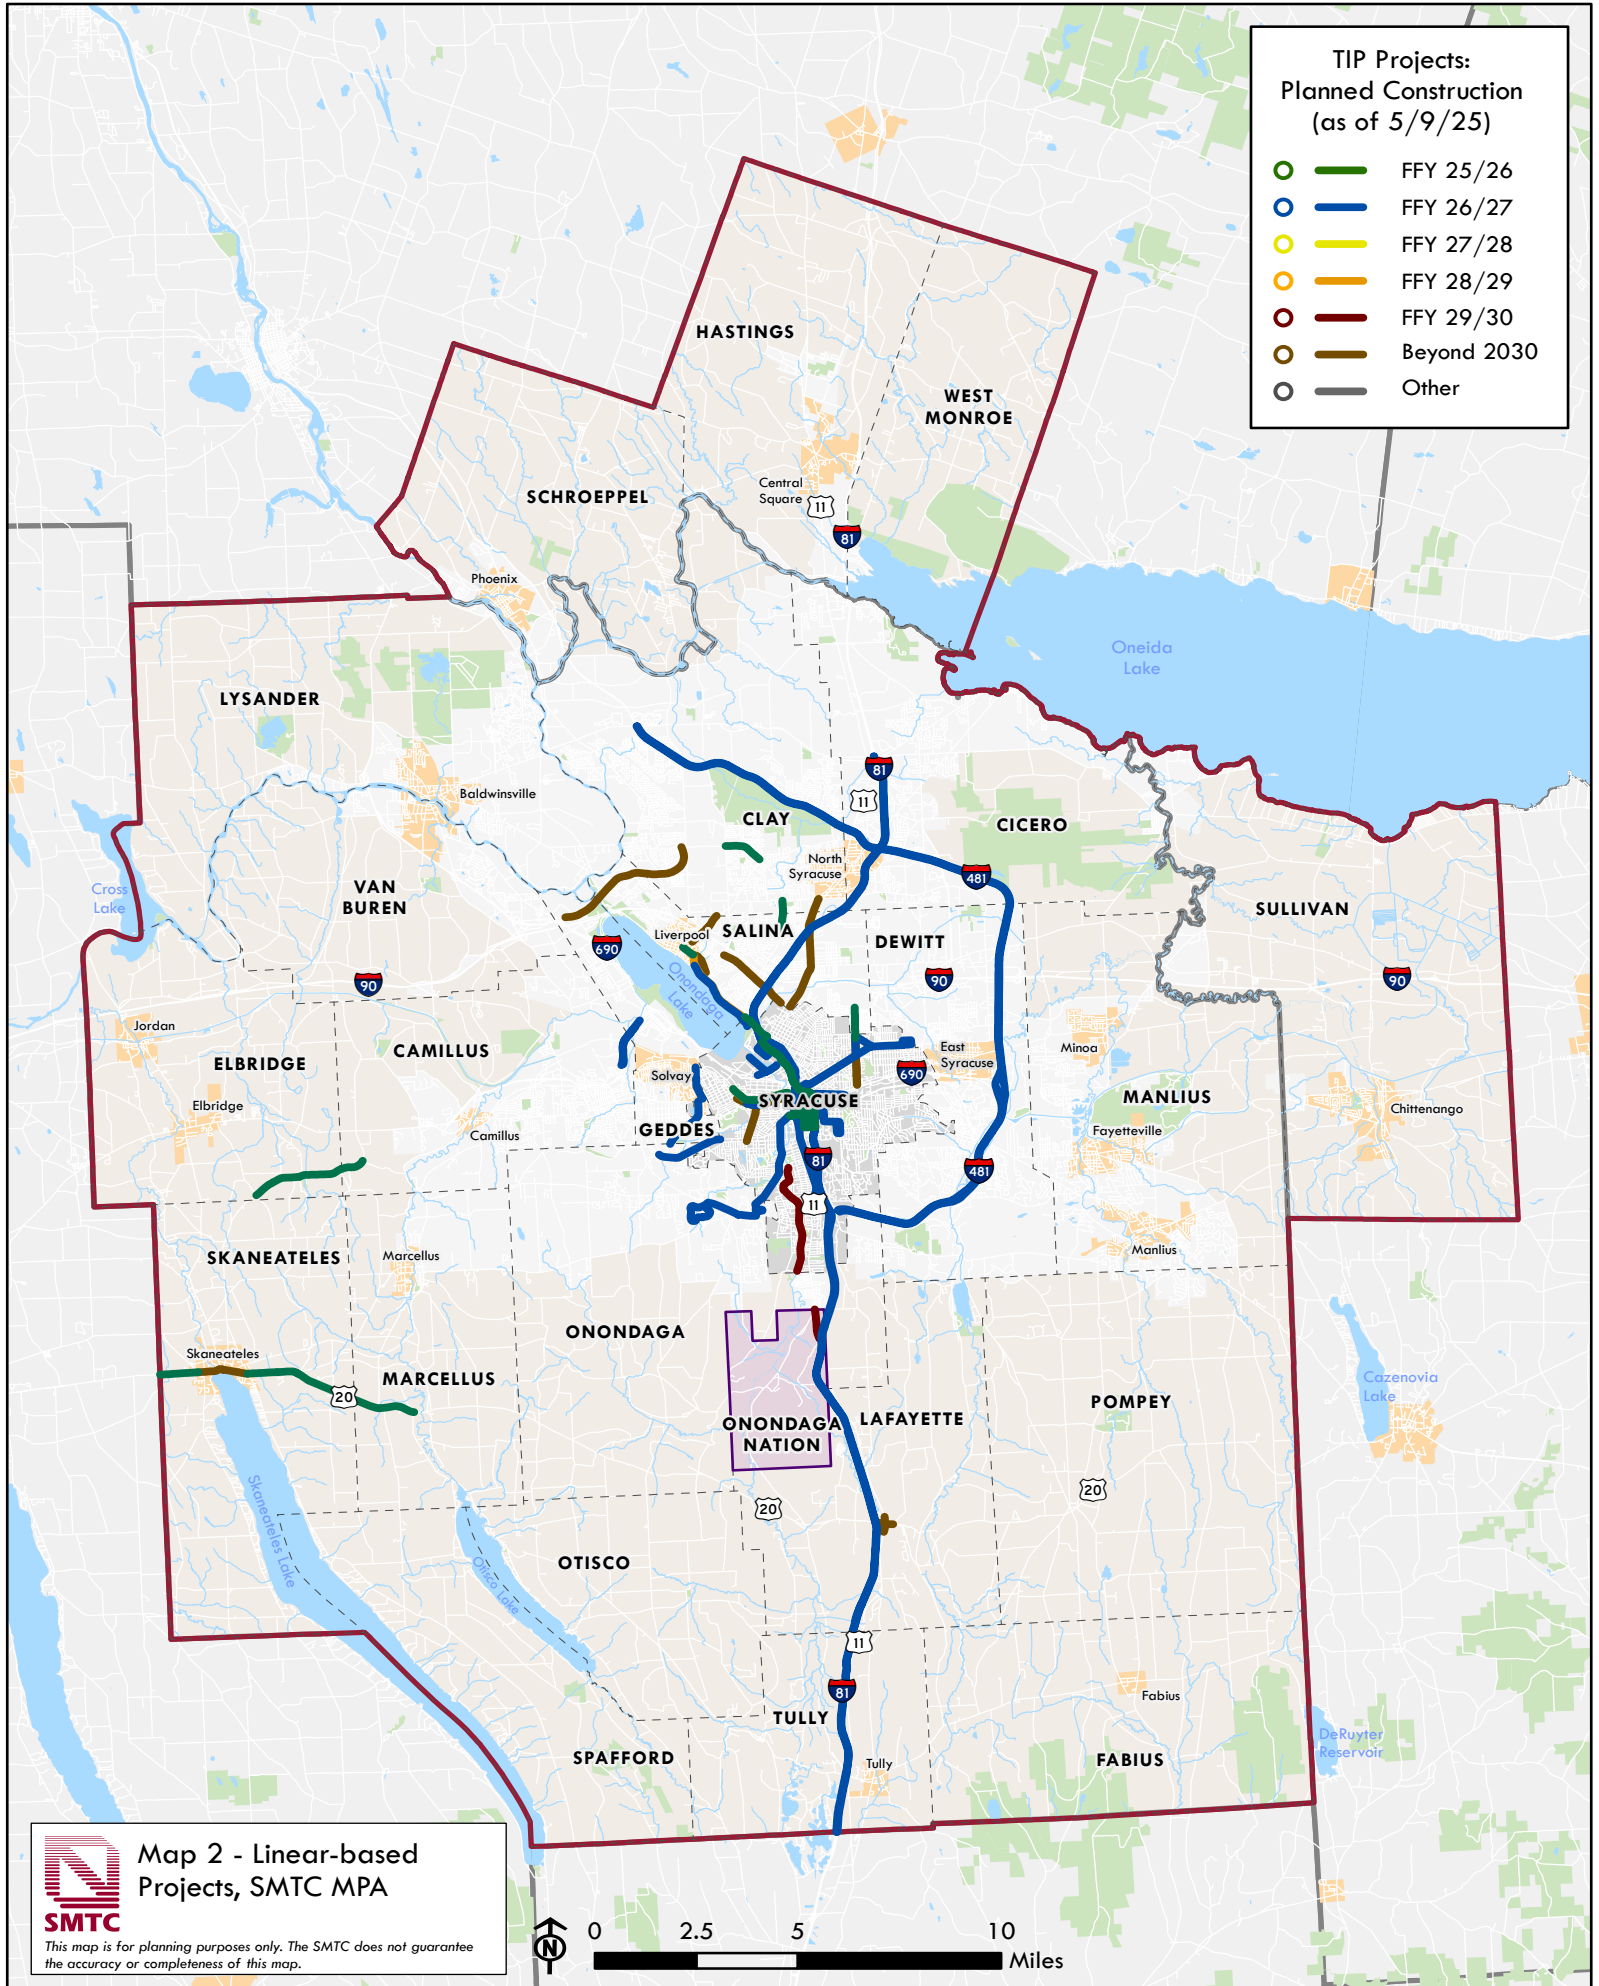 TIP Projects:
Planned Construction
(as of 5/9/25)
FFY 25/26
FFY 26/27
FFY 27/28
FFY 28/29
FFY 29/30
Beyond 2030
Other
HASTINGS
WEST
MONROE
Central
Square
11
81
SCHROEPPEL
Phoenix
Oneida
Lake
LYSANDER
Baldwinsville
81
11
CLAY
CICERO
North
Syracuse
481
Cross
Lake
VAN
BUREN
SULLIVAN
690
Liverpool
SALINA
DEWITT
90
90
90
Onondaga
Lake
Jordan
ELBRIDGE
CAMILLUS
East
Syracuse
Minoa
Solvay
690
Elbridge
SYRACUSE
MANLIUS
Chittenango
Camillus
GEDDES
Fayetteville
81
481
11
SKANEATELES
Marcellus
Manlius
ONONDAGA
Skaneateles
MARCELLUS
20
Cazenovia
Lake
POMPEY
ONONDAGA
NATION
LAFAYETTE
20
20
Skaneateles Lake
OTISCO
Otisco Lake
11
81
Fabius
TULLY
DeRuyter
Reservoir
SPAFFORD
Tully
FABIUS
SMTC
Map 2 - Linear-based
Projects, SMTC MPA
This map is for planning purposes only. The SMTC does not guarantee
the accuracy or completeness of this map.
N
0 2.5 5 10
Miles